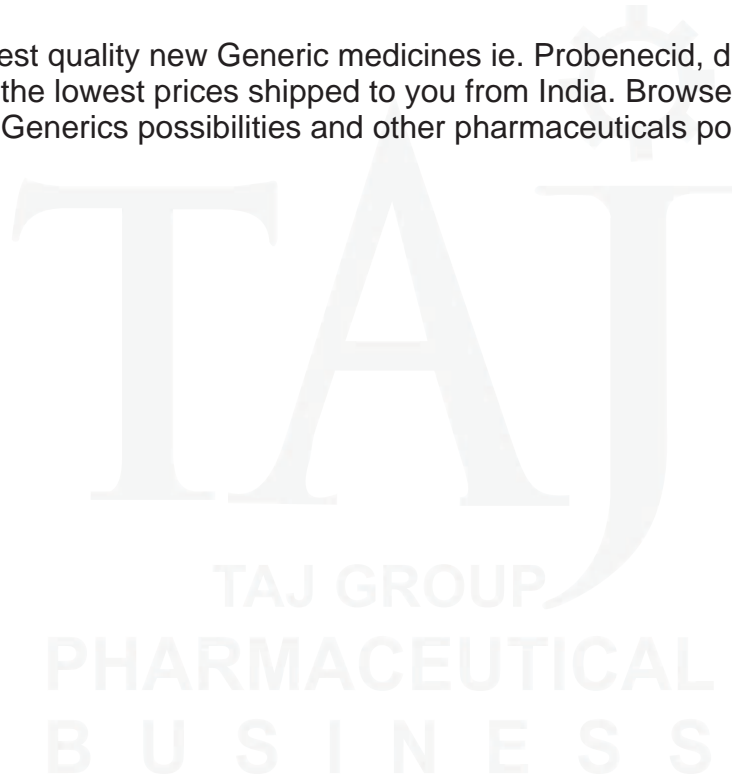 est quality new Generic medicines ie. Probenecid, d
the lowest prices shipped to you from India. Browse
Generics possibilities and other pharmaceuticals po
TAJ
TAJ GROUP
PHARMACEUTICAL
BUSINESS